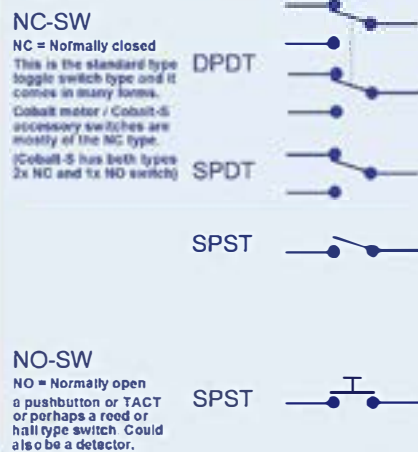 NC-SW
NC = Normally closed
This is the standard type
toggle switch type and it
comes in many forms.
Cobalt motor / Cobalt-S
accessory switches are
mostly of the NC type.
(Cobalt-S has both types
2x NC and 1x NO switch)
DPDT
SPDT
SPST
NO-SW
NO = Normally open
a pushbutton or TACT
or perhaps a reed or
hall type switch. Could
also be a detector.
SPST